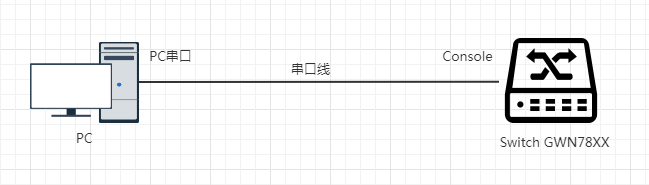 PC串口
串口线
Console
PC
Switch GWN78XX